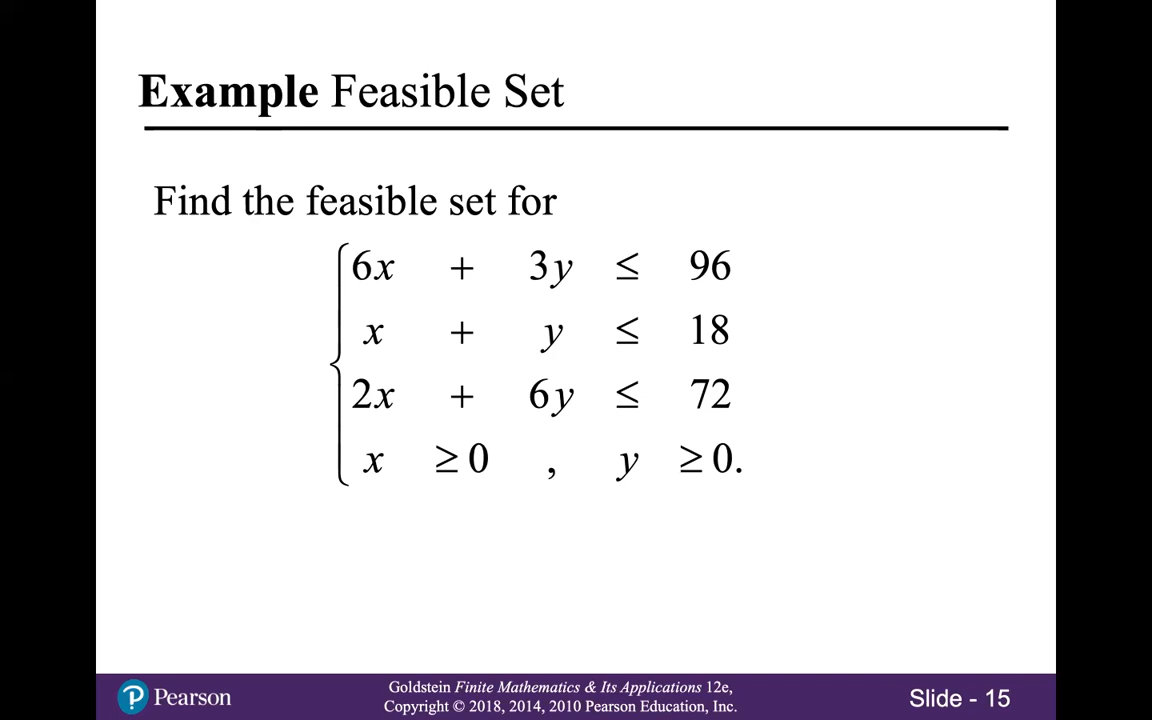 Example Feasible Set
Find the feasible set for
6x + 3y ≤ 96
x + y ≤ 18
2x + 6y ≤ 72
x ≥ 0 , y ≥ 0.
Pearson
Goldstein Finite Mathematics & Its Applications 12e,
Copyright © 2018, 2014, 2010 Pearson Education, Inc.
Slide - 15